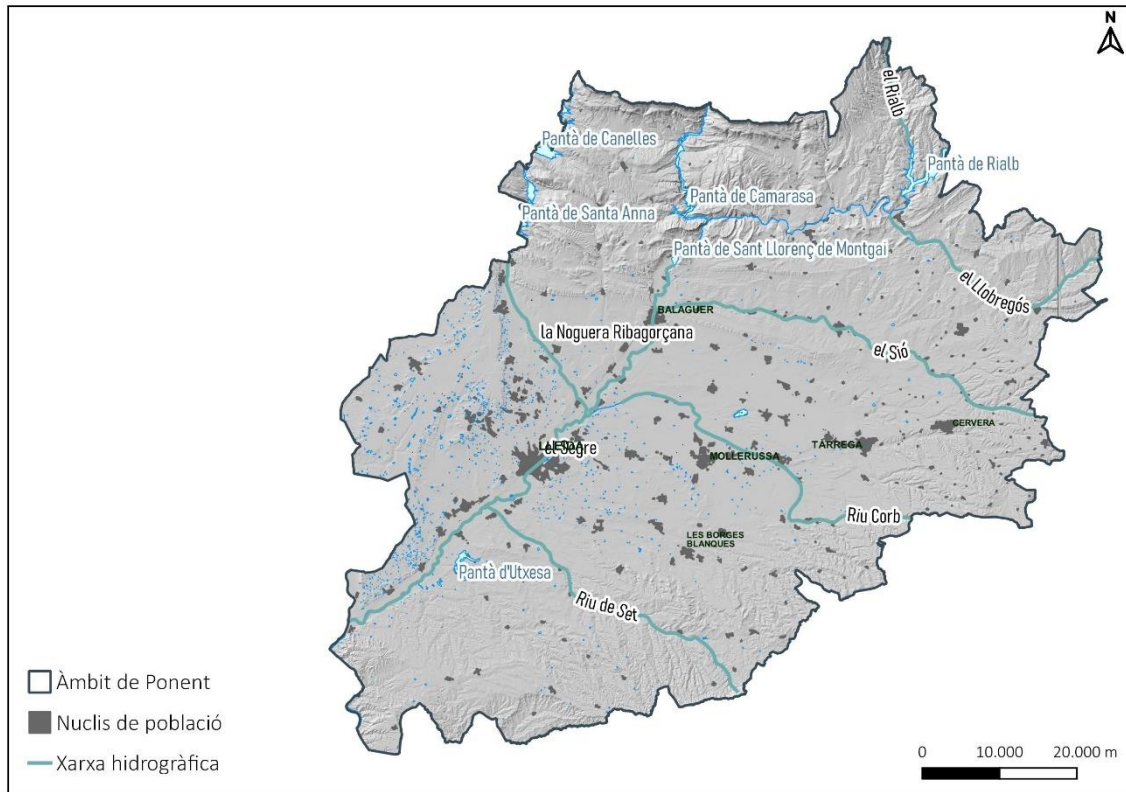 N
el Rialb
Pantà de Canelles
Pantà de Rialb
Pantà de Camarasa
Pantà de Santa Anna
Pantà de Sant Llorenç de Montgai
el Llobregós
BALAGUER
la Noguera Ribagorçana
el Sió
CERVERA
TÀRREGA
LLEIDA
el Segre
MOLLERUSSA
Riu Corb
LES BORGES
BLANQUES
Pantà d'Utxesa
Riu de Set
Àmbit de Ponent
Nuclis de població
Xarxa hidrogràfica
0 10.000 20.000 m